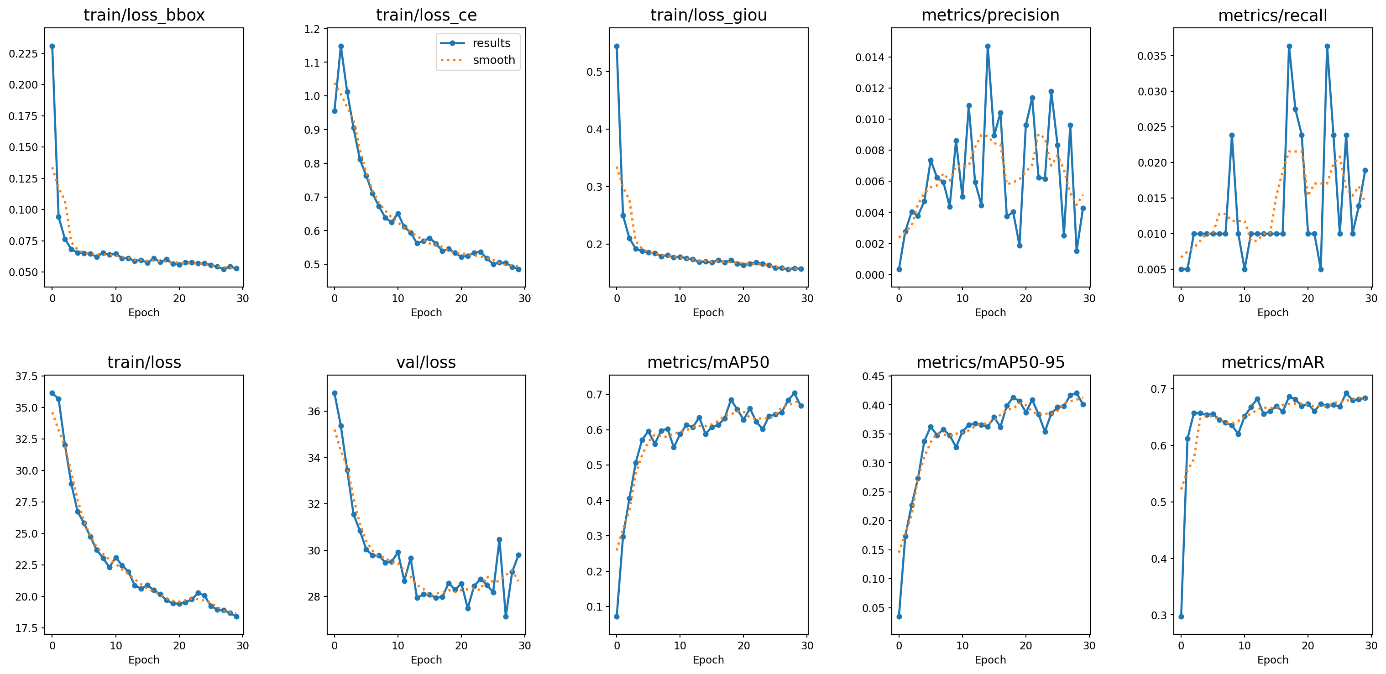 train/loss_bbox
0.225
0.200
0.175
0.150
0.125
0.100
0.075
0.050
0 10 20 30
Epoch
train/loss_ce
results
smooth
1.2
1.1
1.0
0.9
0.8
0.7
0.6
0.5
0 10 20 30
Epoch
train/loss_giou
0.5
0.4
0.3
0.2
0 10 20 30
Epoch
metrics/precision
0.014
0.012
0.010
0.008
0.006
0.004
0.002
0.000
0 10 20 30
Epoch
metrics/recall
0.035
0.030
0.025
0.020
0.015
0.010
0.005
0 10 20 30
Epoch
train/loss
37.5
35.0
32.5
30.0
27.5
25.0
22.5
20.0
17.5
0 10 20 30
Epoch
val/loss
36
34
32
30
28
0 10 20 30
Epoch
metrics/mAP50
0.7
0.6
0.5
0.4
0.3
0.2
0.1
0 10 20 30
Epoch
metrics/mAP50-95
0.45
0.40
0.35
0.30
0.25
0.20
0.15
0.10
0.05
0 10 20 30
Epoch
metrics/mAR
0.7
0.6
0.5
0.4
0.3
0 10 20 30
Epoch